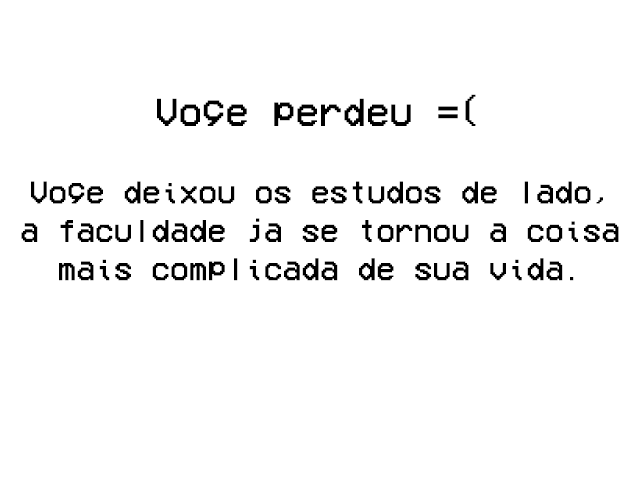 Voçe perdeu =(
Voçe deixou os estudos de lado,
a faculdade ja se tornou a coisa
mais complicada de sua vida.